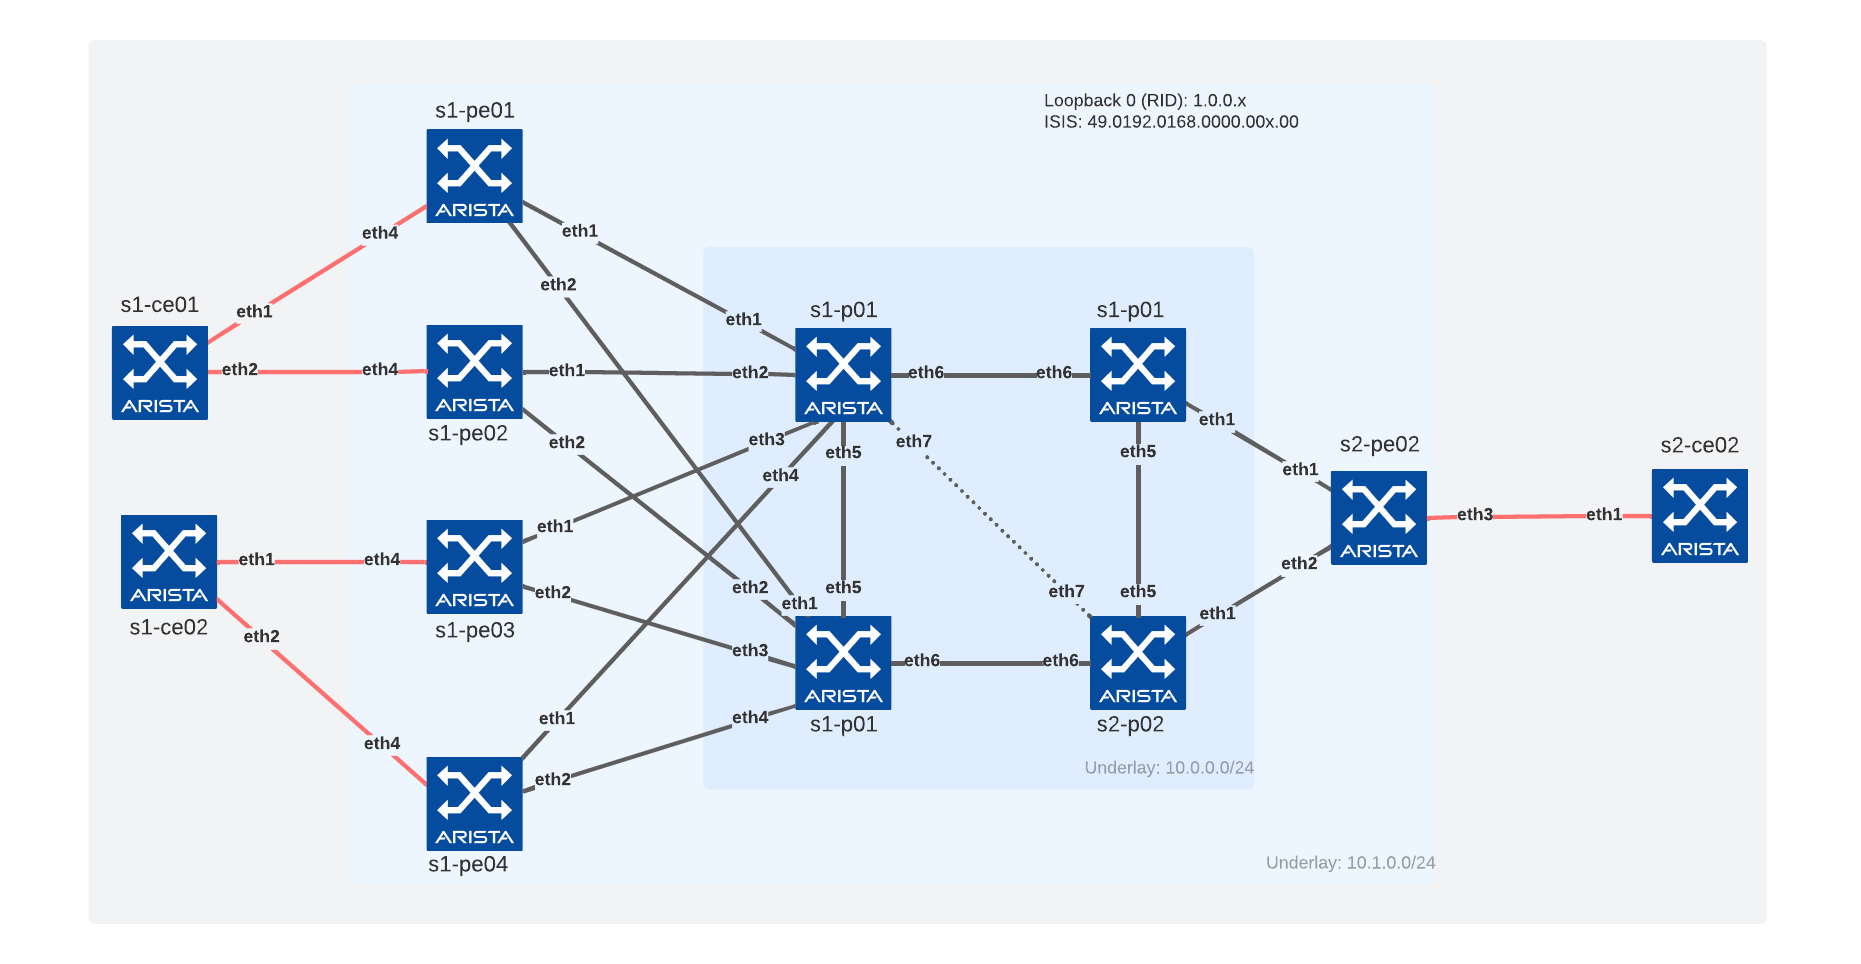 s1-pe01
Loopback 0 (RID): 1.0.0.x
ISIS: 49.0192.0168.0000.00x.00
ARISTA
eth4
eth1
eth2
s1-ce01
eth1
s1-p01
s1-p01
eth1
ARISTA
eth2
eth4
ARISTA
s1-pe02
eth1
eth2
eth2
ARISTA
eth6
eth6
ARISTA
eth3
eth4
eth5
eth7
eth5
eth1
eth1
s2-pe02
s2-ce02
ARISTA
eth3
eth1
ARISTA
ARISTA
s1-ce02
eth1
eth2
eth4
ARISTA
s1-pe03
eth1
eth2
eth2
eth1
eth3
eth5
eth7
eth5
eth2
eth1
ARISTA
s1-p01
eth6
eth6
ARISTA
s2-p02
eth4
eth4
eth1
eth2
ARISTA
s1-pe04
Underlay: 10.0.0.0/24
Underlay: 10.1.0.0/24